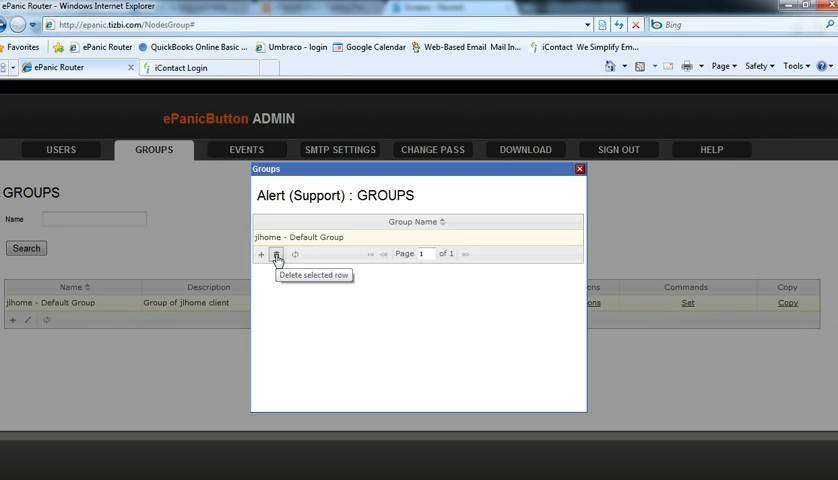 ePanic Router - Windows Internet Explorer
http://epanic.tizbi.com/NodesGroup#
Bing
Favorites
ePanic Router
QuickBooks Online Basic ...
Umbraco - login
Google Calendar
Web-Based Email Mail In...
iContact We Simplify Em...
ePanic Router
iContact Login
Page
Safety
Tools
ePanicButton ADMIN
USERS
GROUPS
EVENTS
SMTP SETTINGS
CHANGE PASS
DOWNLOAD
SIGN OUT
HELP
Groups
GROUPS
Alert (Support) : GROUPS
Name
Group Name
jlhome - Default Group
Search
Page 1 of 1
Delete selected row
Name
Description
ons
Commands
Copy
jlhome - Default Group
Group of jlhome client
ions
Set
Copy